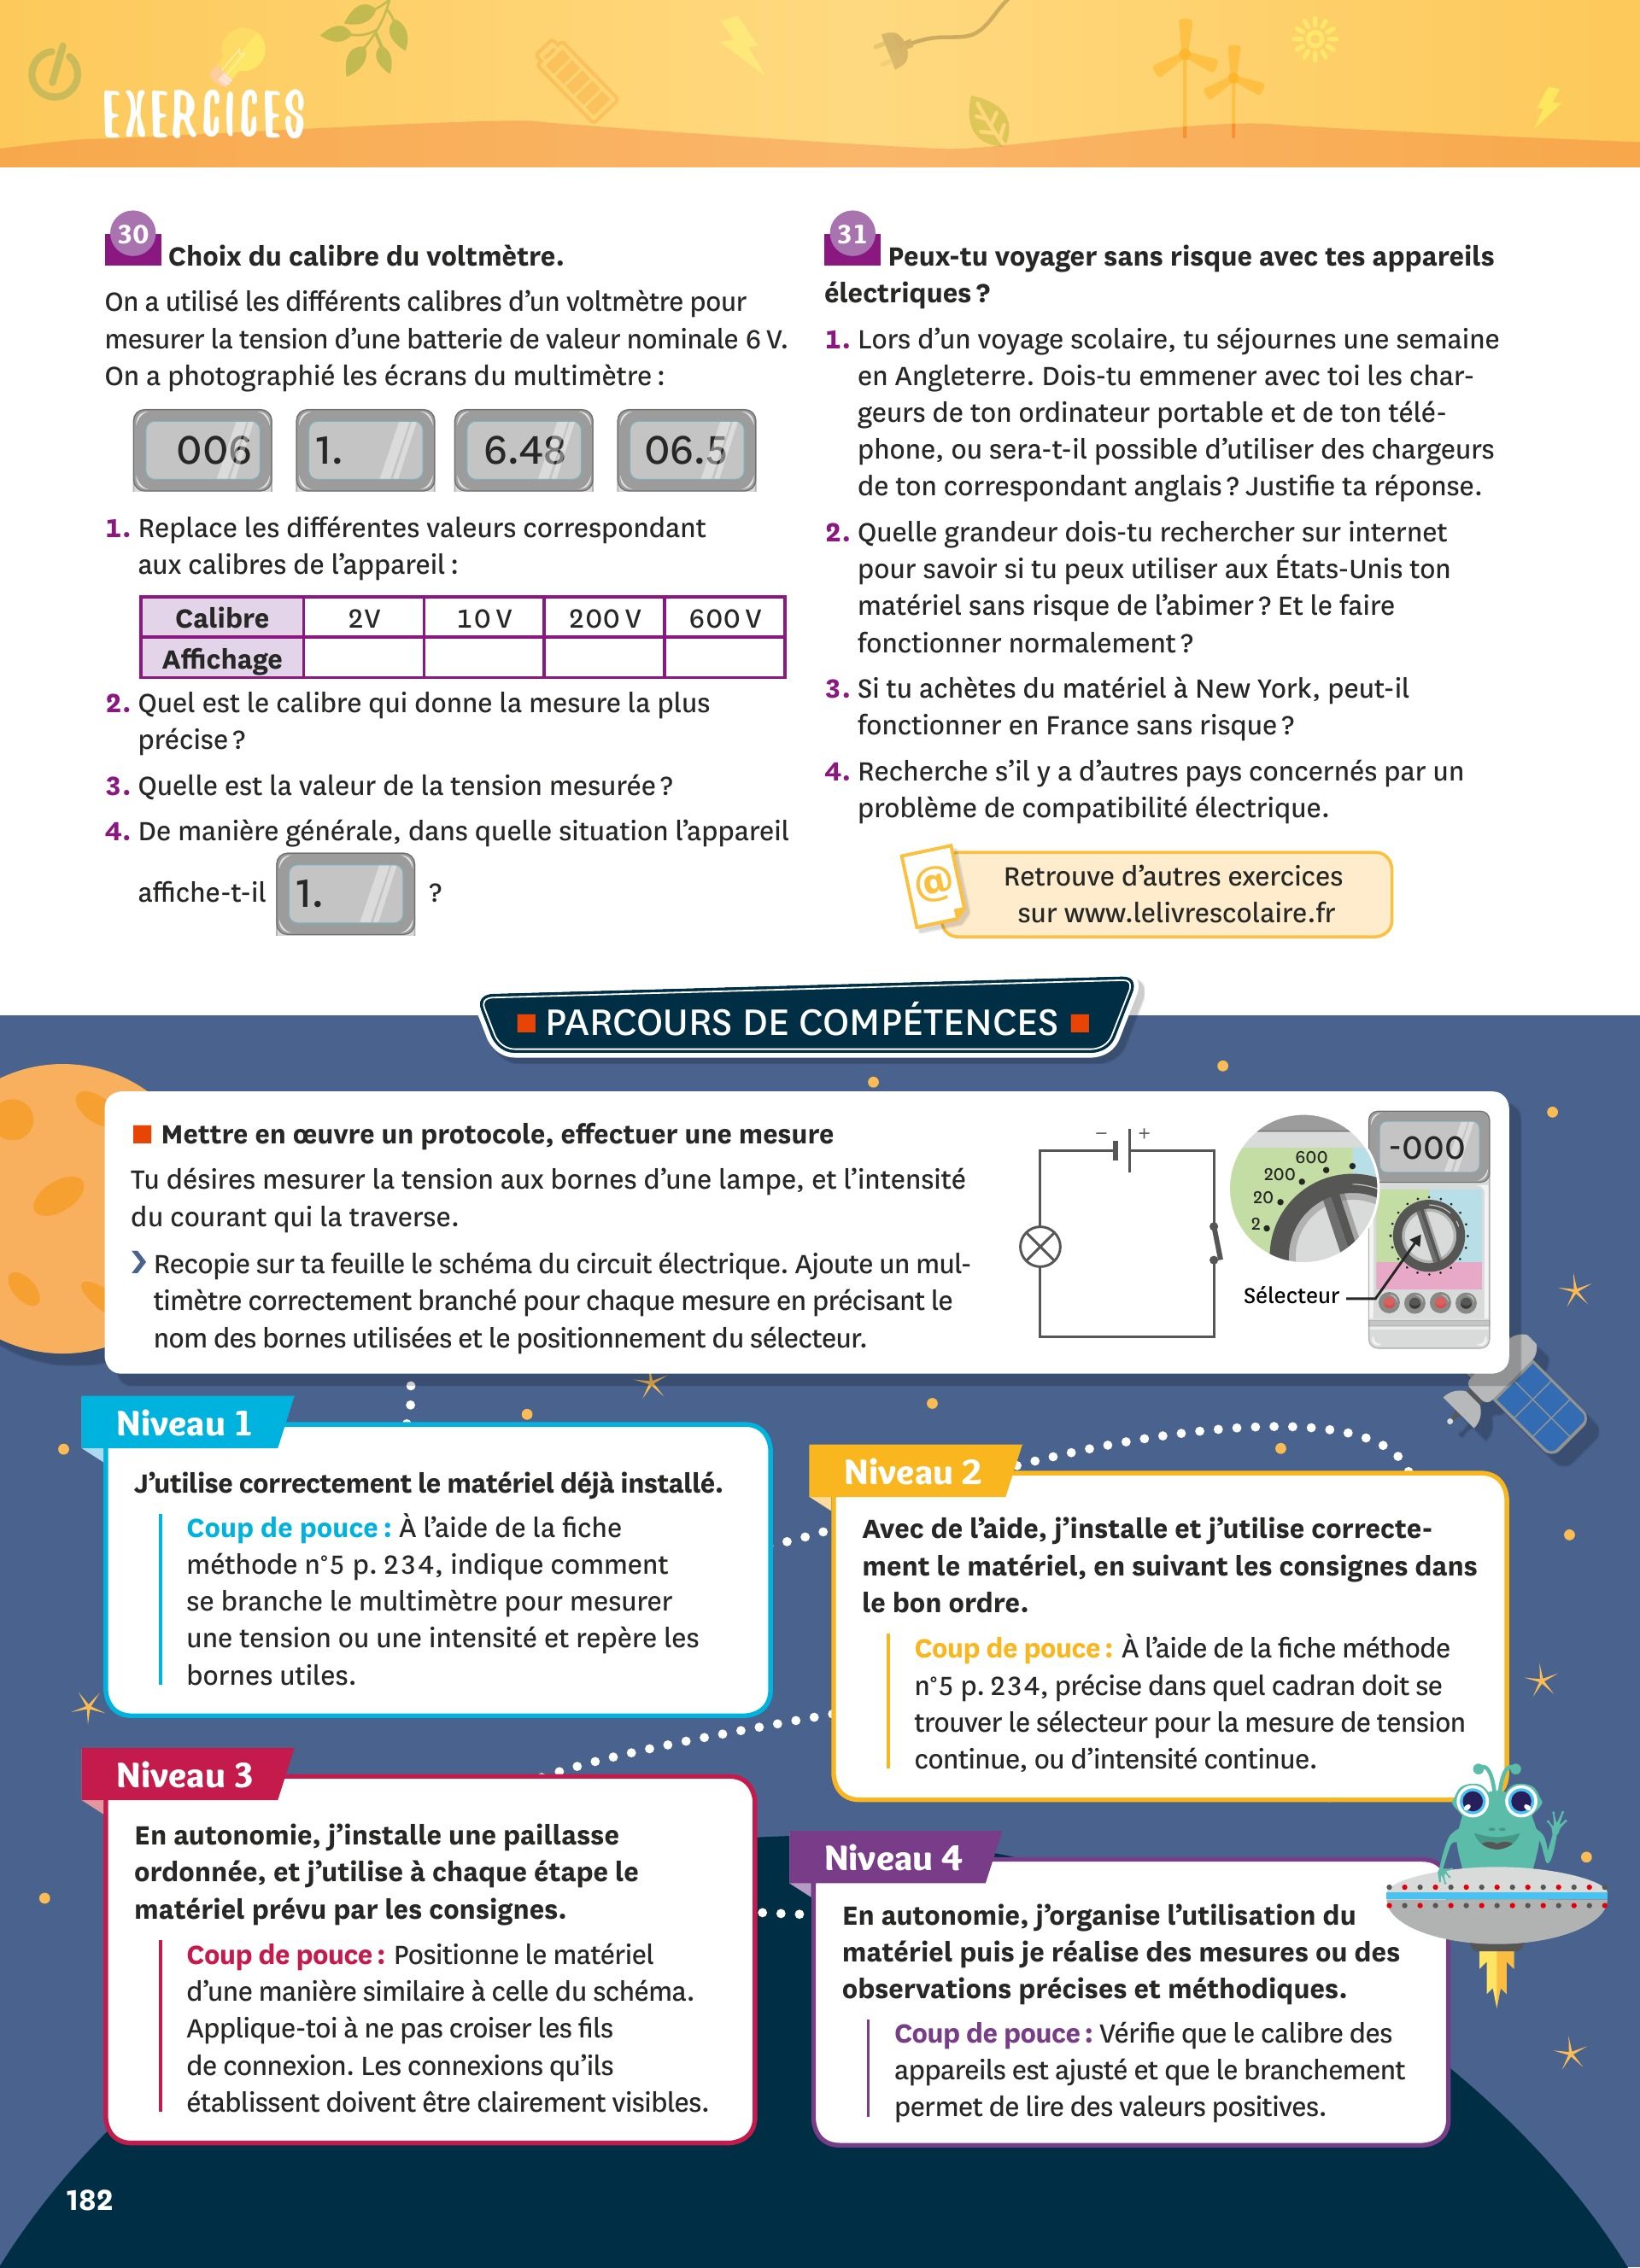 EXERCICES
30 Choix du calibre du voltmètre.
On a utilisé les différents calibres d’un voltmètre pour
mesurer la tension d’une batterie de valeur nominale 6 V.
On a photographié les écrans du multimètre :
006 1. 6.48 06.5
1. Replace les différentes valeurs correspondant
aux calibres de l’appareil :
Calibre 2V 10 V 200 V 600 V
Affichage
2. Quel est le calibre qui donne la mesure la plus
précise ?
3. Quelle est la valeur de la tension mesurée ?
4. De manière générale, dans quelle situation l’appareil
affiche-t-il 1. ?
31 Peux-tu voyager sans risque avec tes appareils
électriques ?
1. Lors d’un voyage scolaire, tu séjournes une semaine
en Angleterre. Dois-tu emmener avec toi les char-
geurs de ton ordinateur portable et de ton télé-
phone, ou sera-t-il possible d’utiliser des chargeurs
de ton correspondant anglais ? Justifie ta réponse.
2. Quelle grandeur dois-tu rechercher sur internet
pour savoir si tu peux utiliser aux États-Unis ton
matériel sans risque de l’abimer ? Et le faire
fonctionner normalement ?
3. Si tu achètes du matériel à New York, peut-il
fonctionner en France sans risque ?
4. Recherche s’il y a d’autres pays concernés par un
problème de compatibilité électrique.
@
Retrouve d’autres exercices
sur www.lelivrescolaire.fr
PARCOURS DE COMPÉTENCES
Mettre en œuvre un protocole, effectuer une mesure
Tu désires mesurer la tension aux bornes d’une lampe, et l’intensité
du courant qui la traverse.
Recopie sur ta feuille le schéma du circuit électrique. Ajoute un mul-
timètre correctement branché pour chaque mesure en précisant le
nom des bornes utilisées et le positionnement du sélecteur.
– +
600
200
20
2
-000
Sélecteur
Niveau 1
J’utilise correctement le matériel déjà installé.
Coup de pouce : À l’aide de la fiche
méthode n°5 p. 234, indique comment
se branche le multimètre pour mesurer
une tension ou une intensité et repère les
bornes utiles.
Niveau 2
Avec de l’aide, j’installe et j’utilise correcte-
ment le matériel, en suivant les consignes dans
le bon ordre.
Coup de pouce : À l’aide de la fiche méthode
n°5 p. 234, précise dans quel cadran doit se
trouver le sélecteur pour la mesure de tension
continue, ou d’intensité continue.
Niveau 3
En autonomie, j’installe une paillasse
ordonnée, et j’utilise à chaque étape le
matériel prévu par les consignes.
Coup de pouce : Positionne le matériel
d’une manière similaire à celle du schéma.
Applique-toi à ne pas croiser les fils
de connexion. Les connexions qu’ils
établissent doivent être clairement visibles.
Niveau 4
En autonomie, j’organise l’utilisation du
matériel puis je réalise des mesures ou des
observations précises et méthodiques.
Coup de pouce : Vérifie que le calibre des
appareils est ajusté et que le branchement
permet de lire des valeurs positives.
182